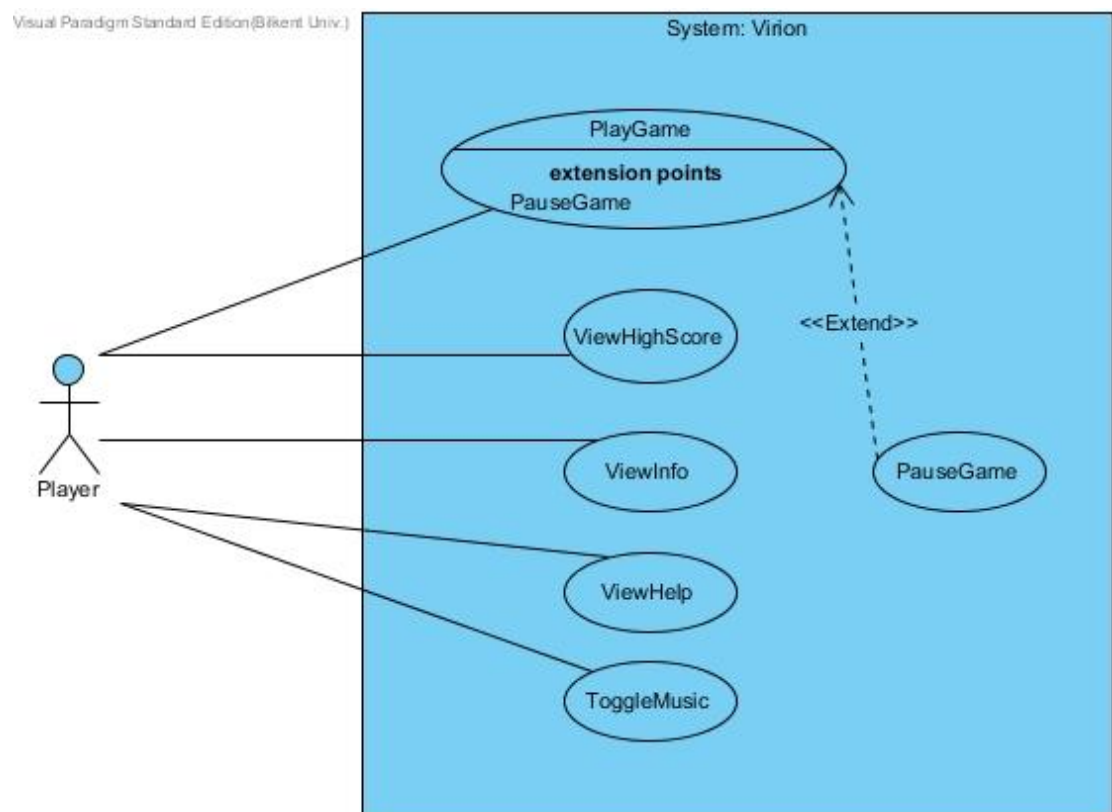 Visual Paradigm Standard Edition(Bilkent Univ.)
System: Virion
PlayGame
extension points
PauseGame
ViewHighScore
<<Extend>>
ViewInfo
PauseGame
Player
ViewHelp
ToggleMusic